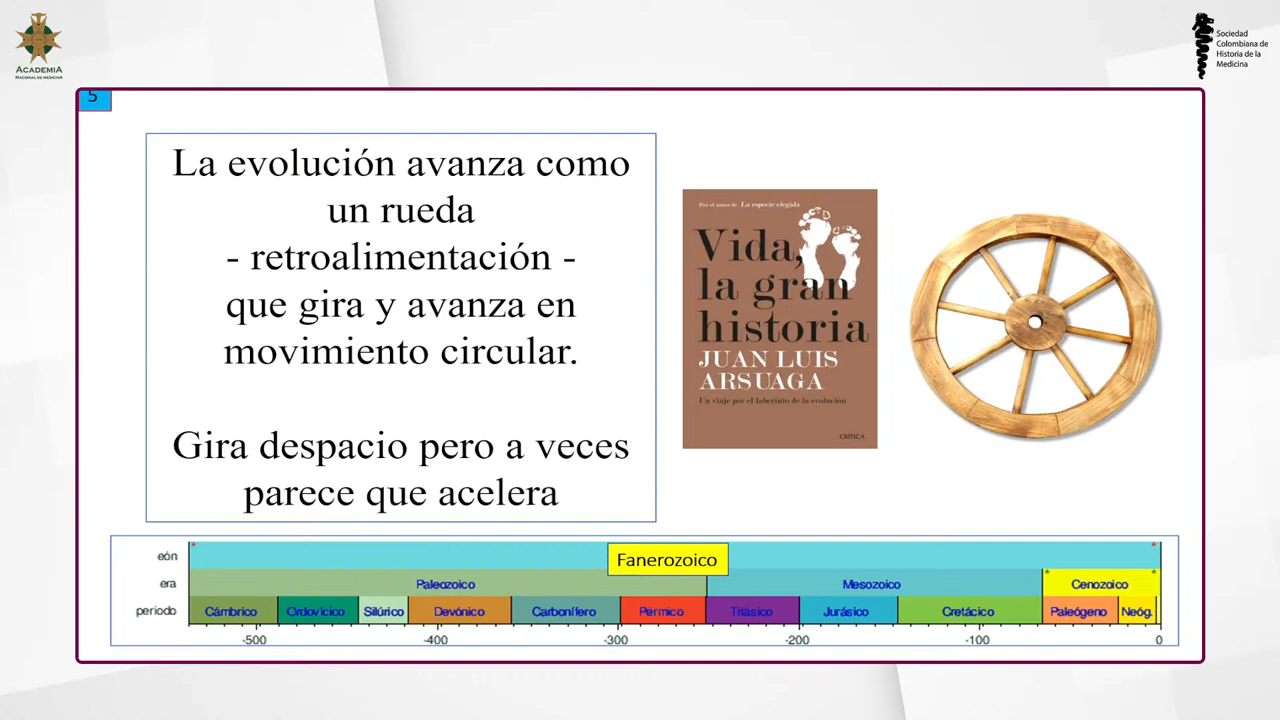 ACADEMIA
NACIONAL DE MEDICINA
Sociedad
Colombiana de
Historia de la
Medicina
5
La evolución avanza como
un rueda
- retroalimentación -
que gira y avanza en
movimiento circular.
Gira despacio pero a veces
parece que acelera
Por el autor de La especie elegida
Vida,
la gran
historia
JUAN LUIS
ARSUAGA
Un viaje por el laberinto de la evolución
CRÍTICA
eón Fanerozoico
era Paleozoico Mesozoico Cenozoico
periodo Cámbrico Ordovícico Silúrico Devónico Carbonífero Pérmico Triásico Jurásico Cretácico Paleógeno Neóg.
-500 -400 -300 -200 -100 0